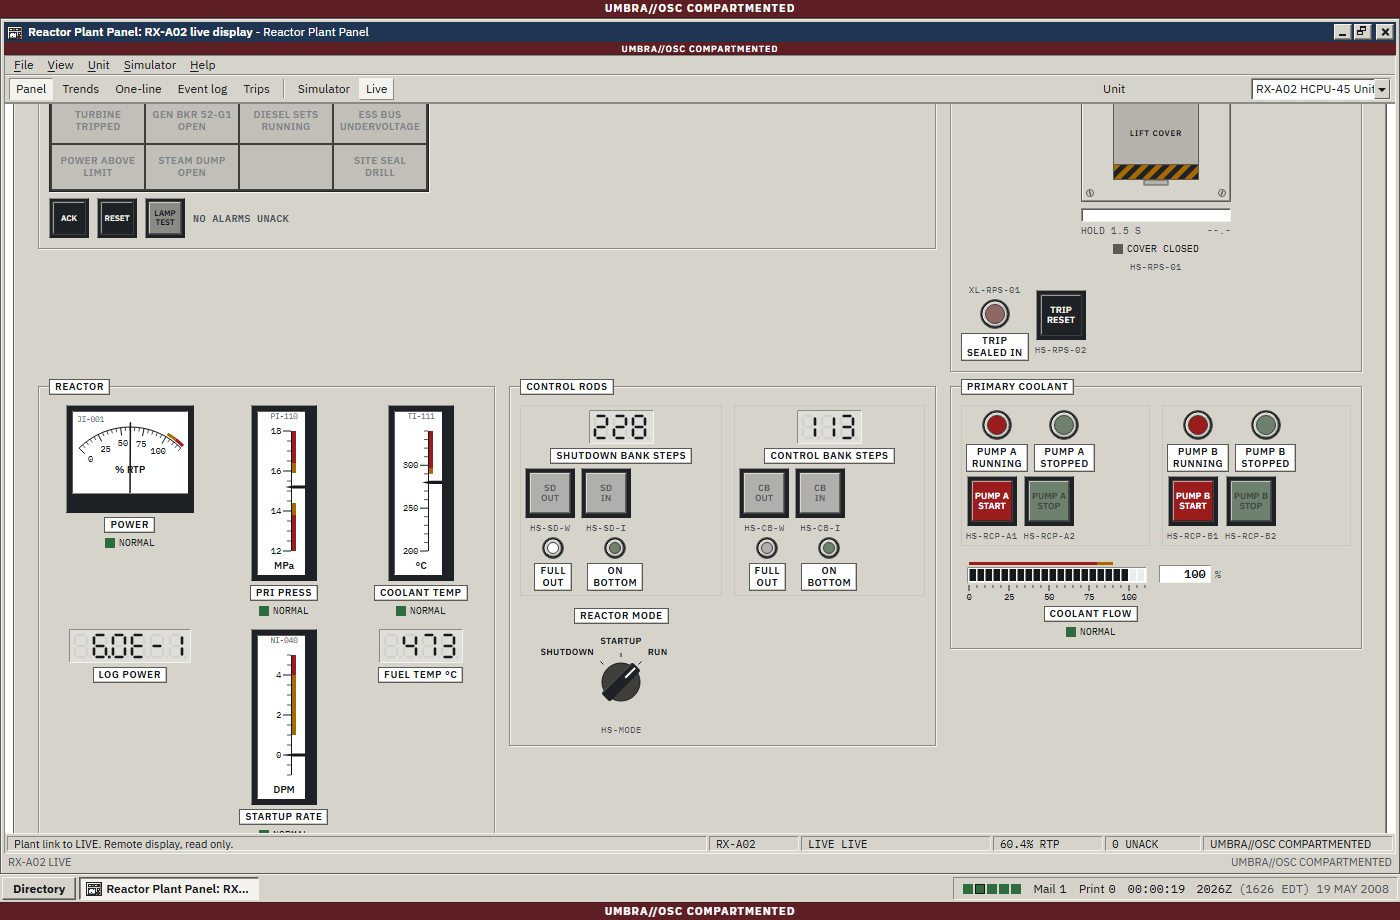 UMBRA//OSC COMPARTMENTED
Reactor Plant Panel: RX-A02 live display - Reactor Plant Panel
UMBRA//OSC COMPARTMENTED
File View Unit Simulator Help
Panel Trends One-line Event log Trips Simulator Live Unit RX-A02 HCPU-45 Unit
TURBINE TRIPPED
GEN BKR 52-G1 OPEN
DIESEL SETS RUNNING
ESS BUS UNDERVOLTAGE
POWER ABOVE LIMIT
STEAM DUMP OPEN
SITE SEAL DRILL
ACK
RESET
LAMP TEST
NO ALARMS UNACK
LIFT COVER
HOLD 1.5 S --.-
COVER CLOSED
HS-RPS-01
XL-RPS-01
TRIP SEALED IN
TRIP RESET
HS-RPS-02
REACTOR
JI-001
0 25 50 75 100
% RTP
POWER
NORMAL
PI-110
18
16
14
12
MPa
PRI PRESS
NORMAL
TI-111
300
250
200
°C
COOLANT TEMP
NORMAL
6.0E-1
LOG POWER
NI-040
4
2
0
DPM
STARTUP RATE
473
FUEL TEMP °C
CONTROL RODS
228
SHUTDOWN BANK STEPS
SD OUT
SD IN
HS-SD-W HS-SD-I
FULL OUT
ON BOTTOM
113
CONTROL BANK STEPS
CB OUT
CB IN
HS-CB-W HS-CB-I
FULL OUT
ON BOTTOM
REACTOR MODE
STARTUP
SHUTDOWN RUN
HS-MODE
PRIMARY COOLANT
PUMP A RUNNING
PUMP A STOPPED
PUMP A START
PUMP A STOP
HS-RCP-A1 HS-RCP-A2
PUMP B RUNNING
PUMP B STOPPED
PUMP B START
PUMP B STOP
HS-RCP-B1 HS-RCP-B2
0 25 50 75 100
100 %
COOLANT FLOW
NORMAL
Plant link to LIVE. Remote display, read only. RX-A02 LIVE LIVE 60.4% RTP 0 UNACK UMBRA//OSC COMPARTMENTED
RX-A02 LIVE UMBRA//OSC COMPARTMENTED
Directory Reactor Plant Panel: RX... Mail 1 Print 0 00:00:19 2026Z (1626 EDT) 19 MAY 2008
UMBRA//OSC COMPARTMENTED